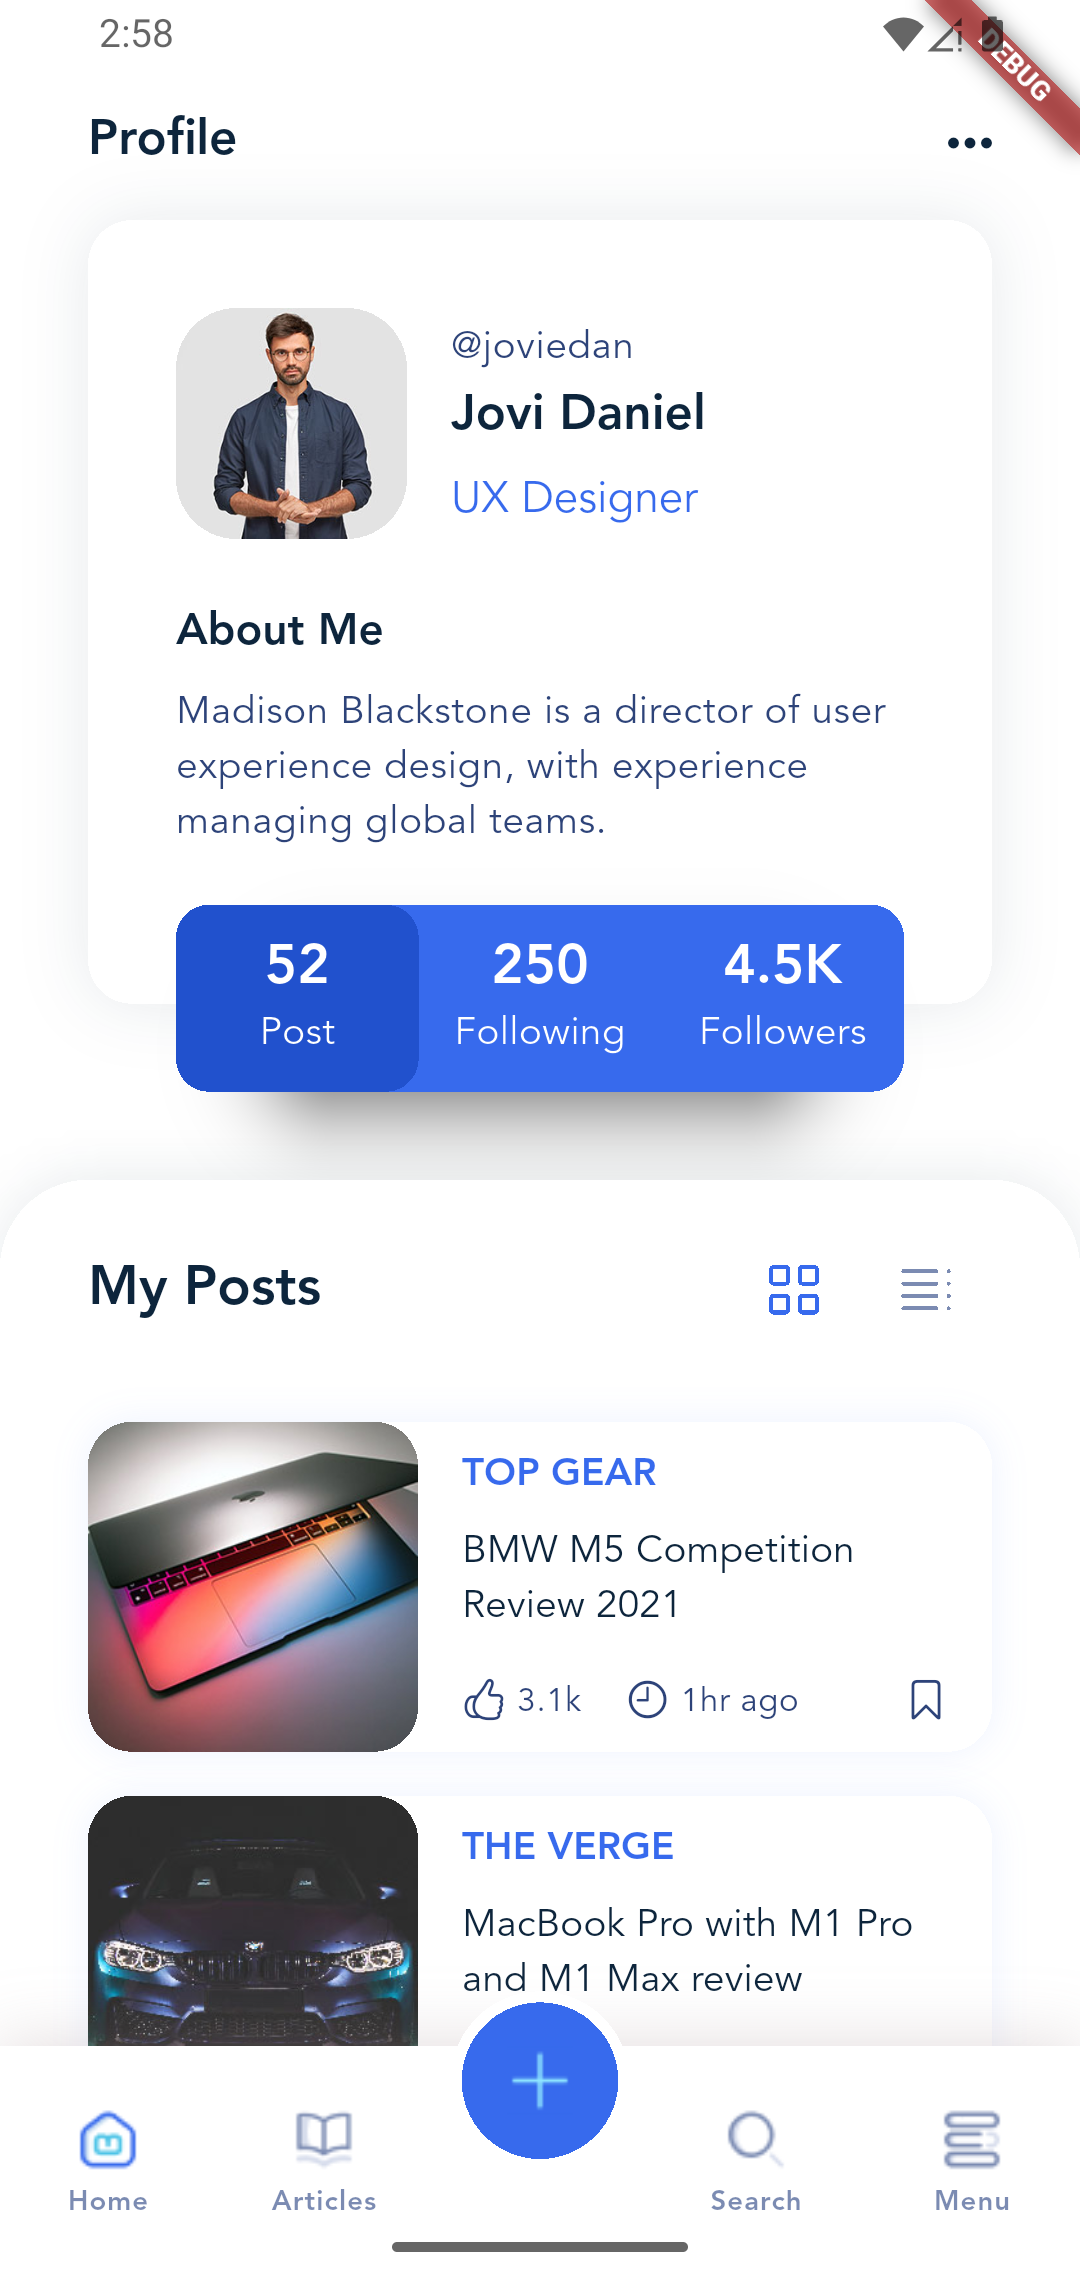 2:58
DEBUG
Profile
@joviedan
Jovi Daniel
UX Designer
About Me
Madison Blackstone is a director of user
experience design, with experience
managing global teams.
52
Post
250
Following
4.5K
Followers
My Posts
TOP GEAR
BMW M5 Competition
Review 2021
3.1k
1hr ago
THE VERGE
MacBook Pro with M1 Pro
and M1 Max review
Home
Articles
Search
Menu